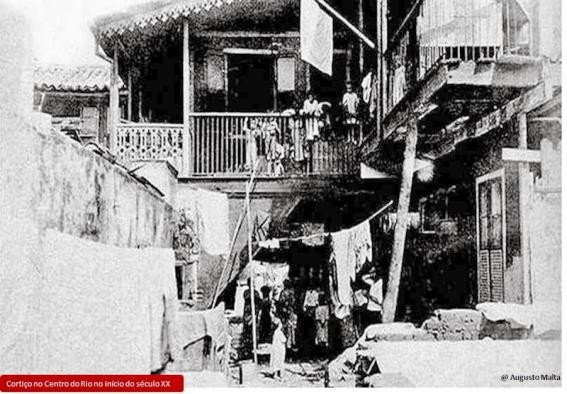 Cortiço no Centro do Rio no início do século XX
@ Augusto Malta